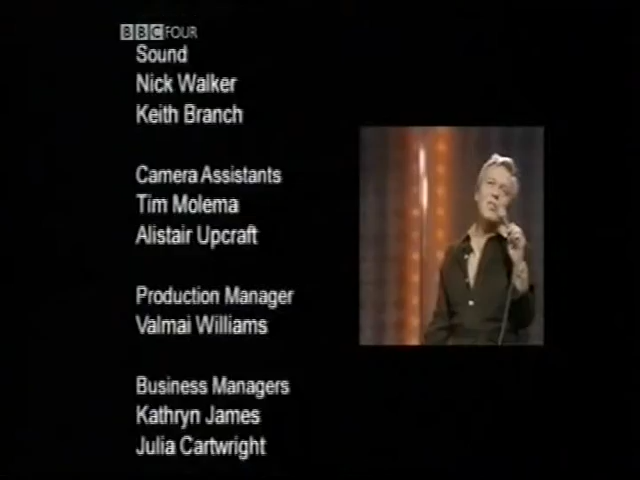 BBC FOUR
Sound
Nick Walker
Keith Branch
Camera Assistants
Tim Molema
Alistair Upcraft
Production Manager
Valmai Williams
Business Managers
Kathryn James
Julia Cartwright